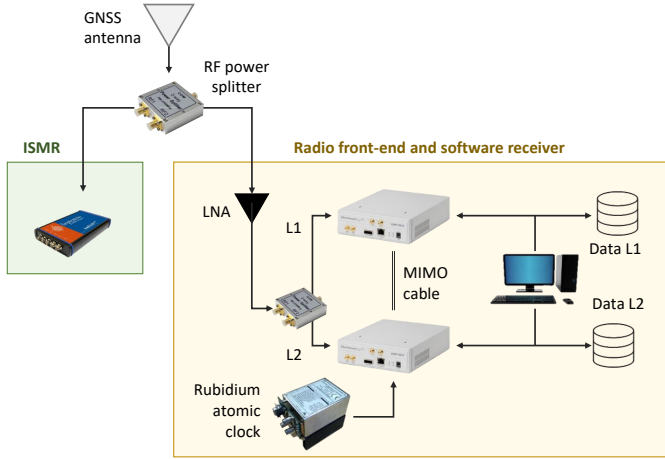 GNSS
antenna
RF power
splitter
ISMR
Radio front-end and software receiver
LNA
L1
MIMO
cable
Data L1
Data L2
L2
Rubidium
atomic
clock